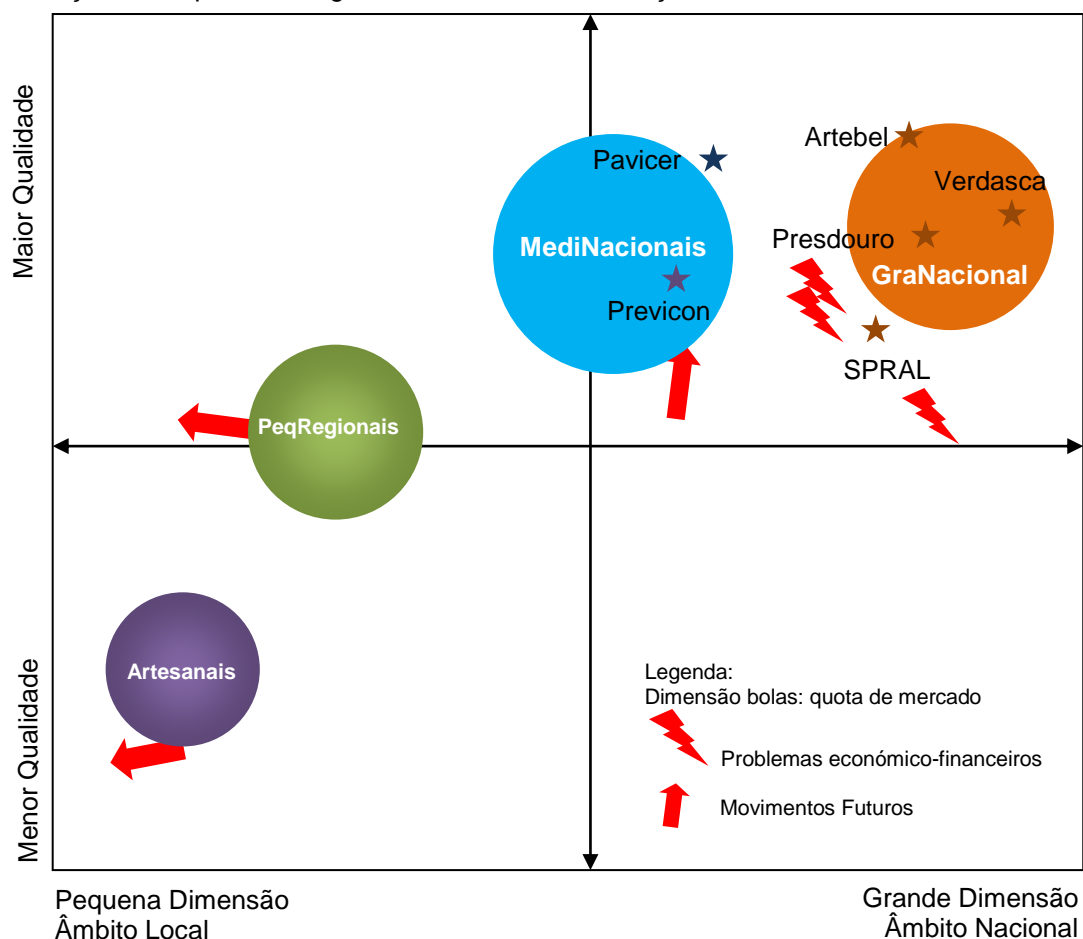 Maior Qualidade
Menor Qualidade
Artebel
Pavicer
Verdasca
Presdouro
MediNacionais
GraNacional
Previcon
SPRAL
PeqRegionais
Artesanais
Legenda:
Dimensão bolas: quota de mercado
Problemas económico-financeiros
Movimentos Futuros
Pequena Dimensão
Âmbito Local
Grande Dimensão
Âmbito Nacional